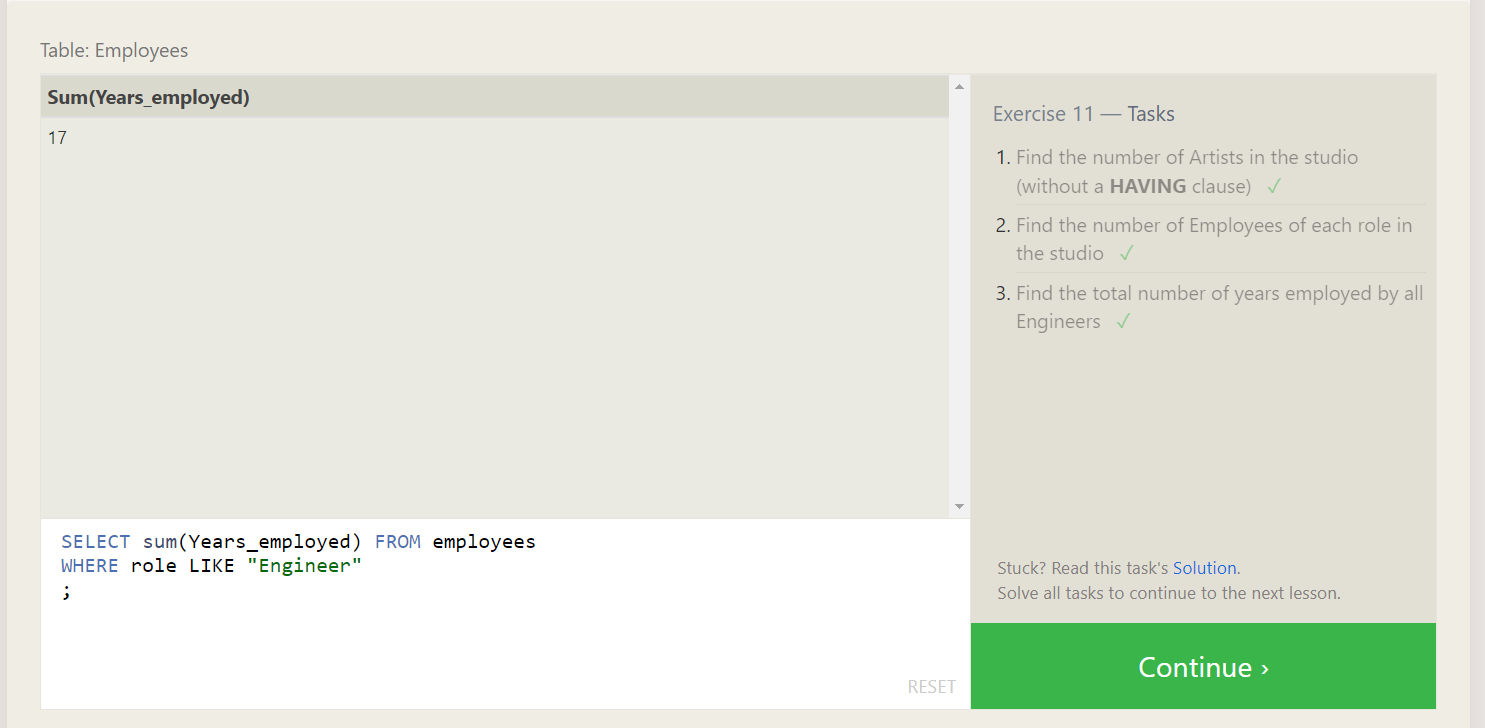 Table: Employees
Sum(Years_employed)
17
Exercise 11 — Tasks
1. Find the number of Artists in the studio
(without a HAVING clause) ✓
2. Find the number of Employees of each role in
the studio ✓
3. Find the total number of years employed by all
Engineers ✓
SELECT sum(Years_employed) FROM employees
WHERE role LIKE "Engineer"
;
RESET
Stuck? Read this task's Solution.
Solve all tasks to continue to the next lesson.
Continue ›